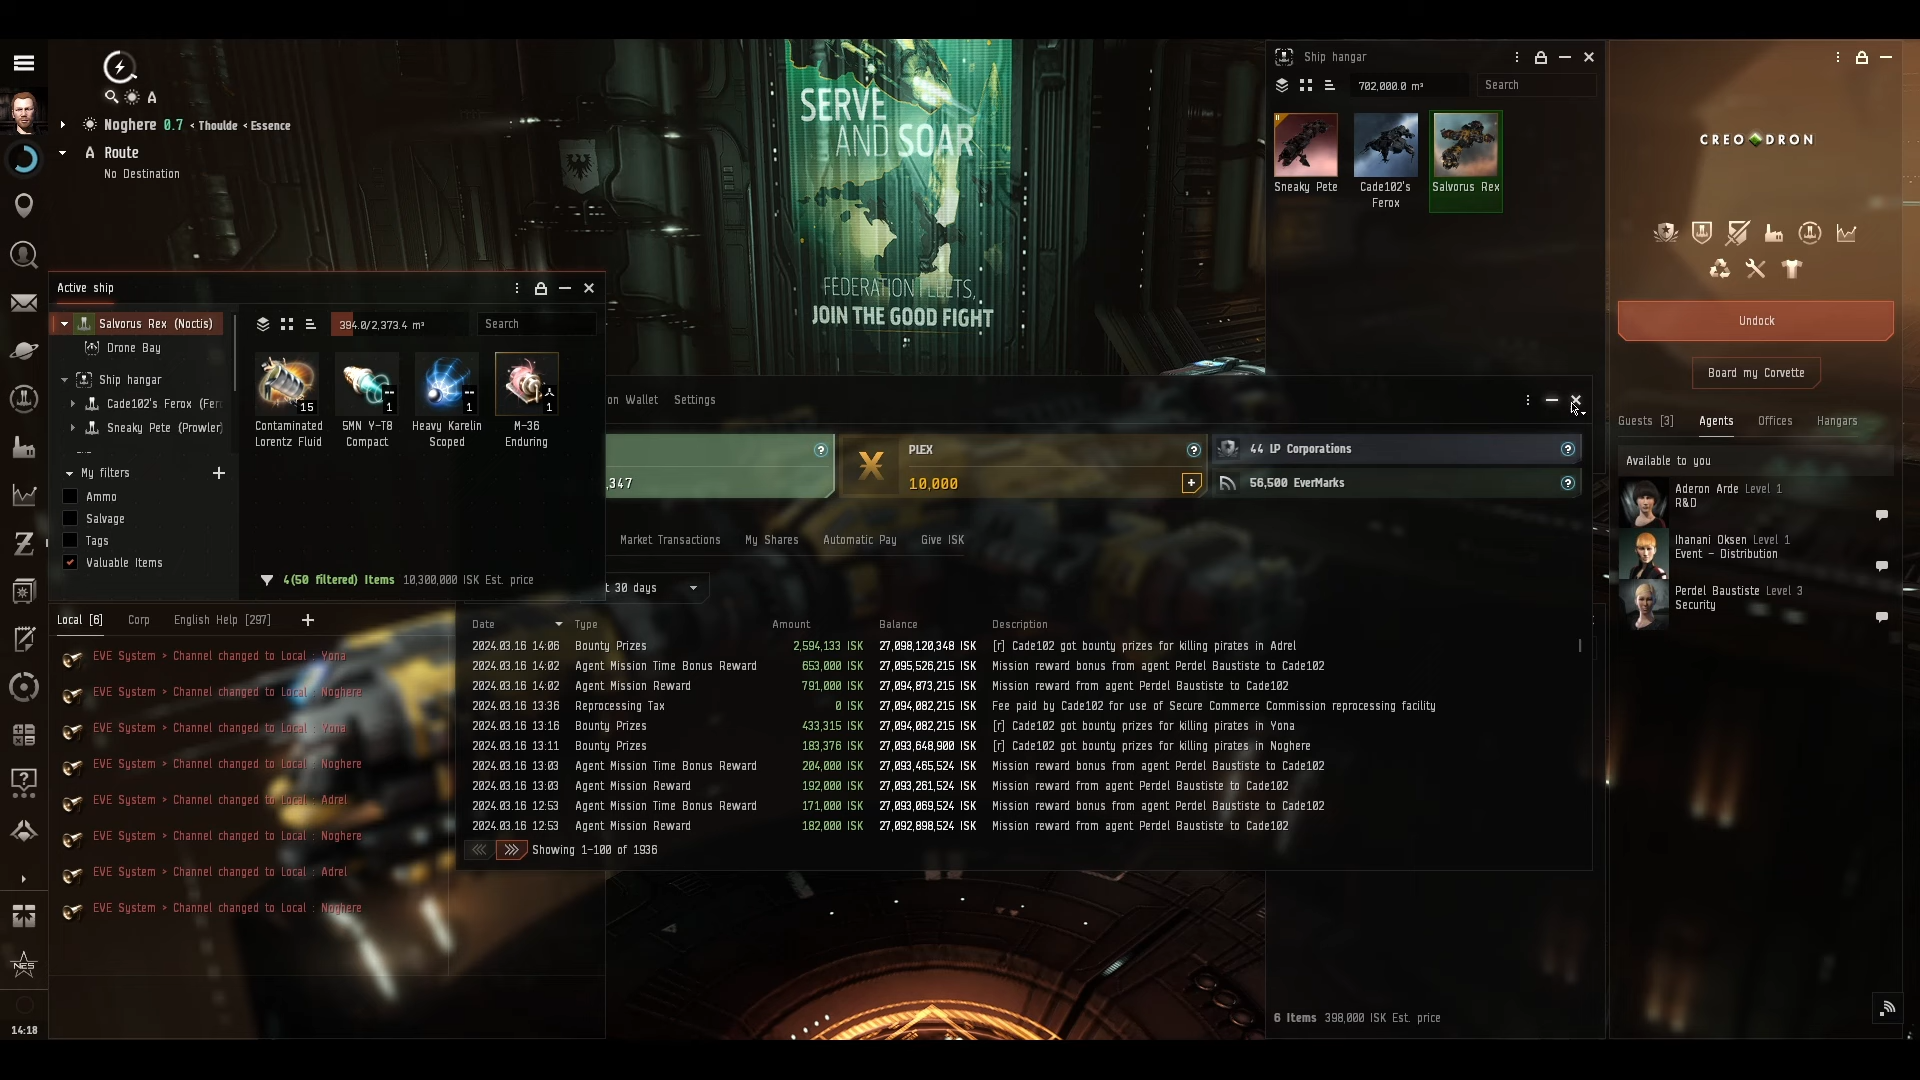 SERVE
AND SOAR
FEDERATION FLEETS,
JOIN THE GOOD FIGHT
A
Noghere 0.7 < Thoulde < Essence
A Route
No Destination
Ship hangar
702,000.0 m³
Search
Sneaky Pete
Cade102's Ferox
Salvorus Rex
CREODRON
Undock
Board my Corvette
Guests [3] Agents Offices Hangars
Available to you
Aderon Arde Level 1
R&D
Ihanani Oksen Level 1
Event - Distribution
Perdel Baustiste Level 3
Security
Active ship
Salvorus Rex (Noctis)
Drone Bay
Ship hangar
Cade102's Ferox (Fer
Sneaky Pete (Prowler)
My filters
Ammo
Salvage
Tags
Valuable Items
394.0/2,373.4 m³
Search
15
Contaminated Lorentz Fluid
1
5MN Y-T8 Compact
1
Heavy Karelin Scoped
1
M-36 Enduring
4(50 filtered) Items 10,300,000 ISK Est. price
on Wallet Settings
,347
PLEX
10,000
44 LP Corporations
56,500 EverMarks
Market Transactions My Shares Automatic Pay Give ISK
t 30 days
Date Type Amount Balance Description
2024.03.16 14:06 Bounty Prizes 2,594,133 ISK 27,098,120,348 ISK [r] Cade102 got bounty prizes for killing pirates in Adrel
2024.03.16 14:02 Agent Mission Time Bonus Reward 653,000 ISK 27,095,526,215 ISK Mission reward bonus from agent Perdel Baustiste to Cade102
2024.03.16 14:02 Agent Mission Reward 791,000 ISK 27,094,873,215 ISK Mission reward from agent Perdel Baustiste to Cade102
2024.03.16 13:36 Reprocessing Tax 0 ISK 27,094,082,215 ISK Fee paid by Cade102 for use of Secure Commerce Commission reprocessing facility
2024.03.16 13:16 Bounty Prizes 433,315 ISK 27,094,082,215 ISK [r] Cade102 got bounty prizes for killing pirates in Yona
2024.03.16 13:11 Bounty Prizes 183,376 ISK 27,093,648,900 ISK [r] Cade102 got bounty prizes for killing pirates in Noghere
2024.03.16 13:03 Agent Mission Time Bonus Reward 204,000 ISK 27,093,465,524 ISK Mission reward bonus from agent Perdel Baustiste to Cade102
2024.03.16 13:03 Agent Mission Reward 192,000 ISK 27,093,261,524 ISK Mission reward from agent Perdel Baustiste to Cade102
2024.03.16 12:53 Agent Mission Time Bonus Reward 171,000 ISK 27,093,069,524 ISK Mission reward bonus from agent Perdel Baustiste to Cade102
2024.03.16 12:53 Agent Mission Reward 182,000 ISK 27,092,898,524 ISK Mission reward from agent Perdel Baustiste to Cade102
Showing 1-100 of 1936
Local [6] Corp English Help [297]
EVE System > Channel changed to Local : Yona
EVE System > Channel changed to Local : Noghere
EVE System > Channel changed to Local : Yona
EVE System > Channel changed to Local : Noghere
EVE System > Channel changed to Local : Adrel
EVE System > Channel changed to Local : Noghere
EVE System > Channel changed to Local : Adrel
EVE System > Channel changed to Local : Noghere
6 Items 398,000 ISK Est. price
NES
14:18